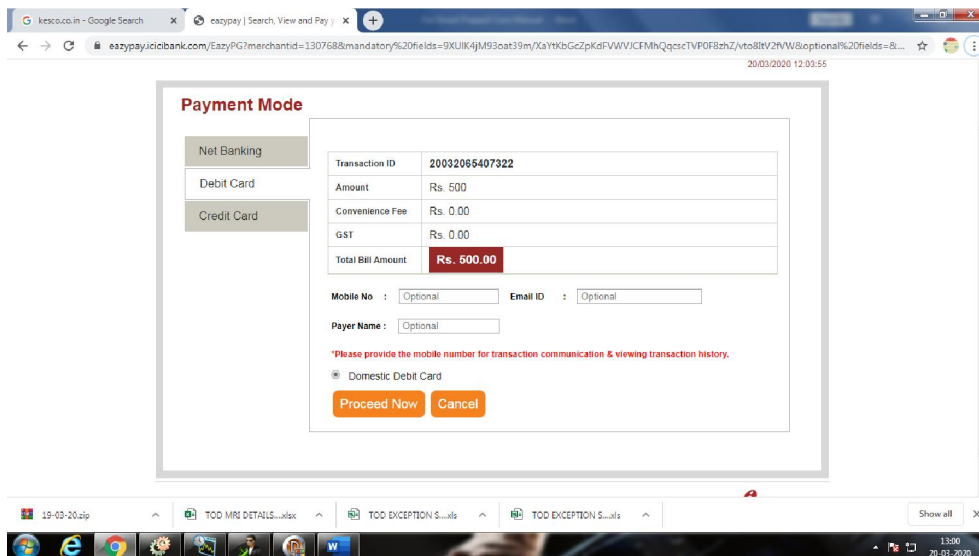 kesco.co.in - Google Search
eazypay | Search, View and Pay y
eazypay.icicibank.com/EazyPG?merchantid=130768&mandatory%20fields=9XUIK4jM93oat39m/XaYtKbGcZpKdFVWVJCFMhQqcscTVP0F8zhZ/vto8ItV2fVW&optional%20fields=&...
20/03/2020 12:03:55
Payment Mode
Net Banking
Debit Card
Credit Card
Transaction ID 20032065407322
Amount Rs. 500
Convenience Fee Rs. 0.00
GST Rs. 0.00
Total Bill Amount Rs. 500.00
Mobile No : Optional Email ID : Optional
Payer Name : Optional
*Please provide the mobile number for transaction communication & viewing transaction history.
Domestic Debit Card
Proceed Now Cancel
19-03-20.zip TOD MRI DETAILS....xlsx TOD EXCEPTION S....xls TOD EXCEPTION S....xls Show all
13:00
20-03-2020